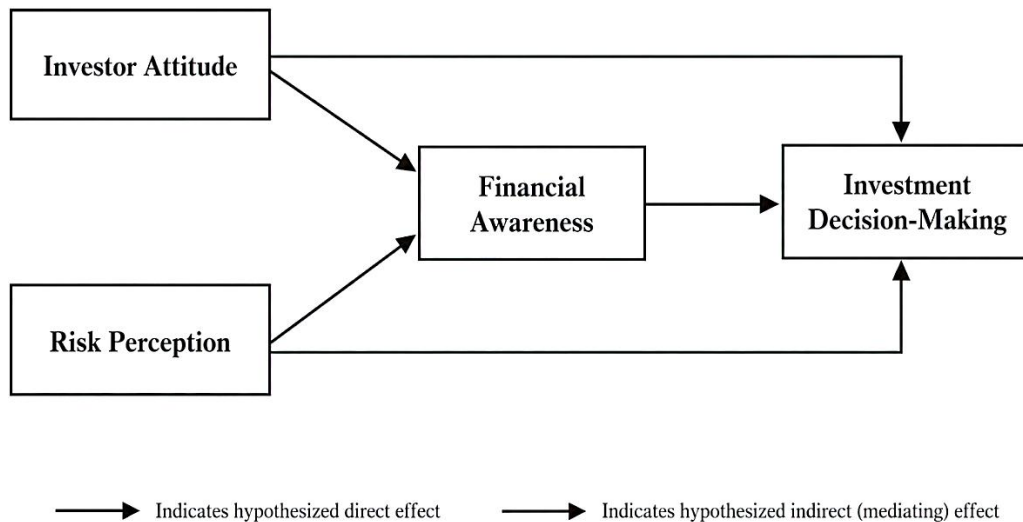 Investor Attitude
Financial
Awareness
Investment
Decision-Making
Risk Perception
Indicates hypothesized direct effect
Indicates hypothesized indirect (mediating) effect